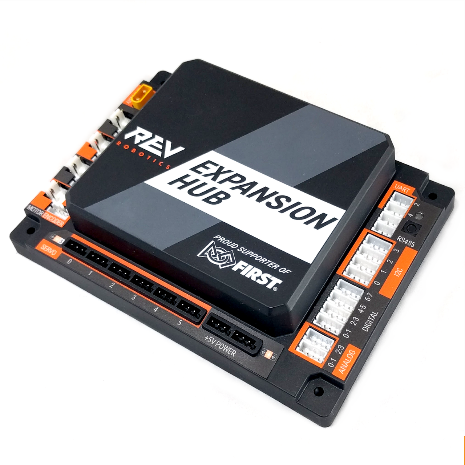 REV
ROBOTICS
EXPANSION
HUB
PROUD SUPPORTER OF
FIRST®
UART
RS485
I2C
0 1 2 3
DIGITAL
0-1 2-3 4-5 6-7
ANALOG
0-1 2-3
SERVO
0 1 2 3 4 5
+5V POWER